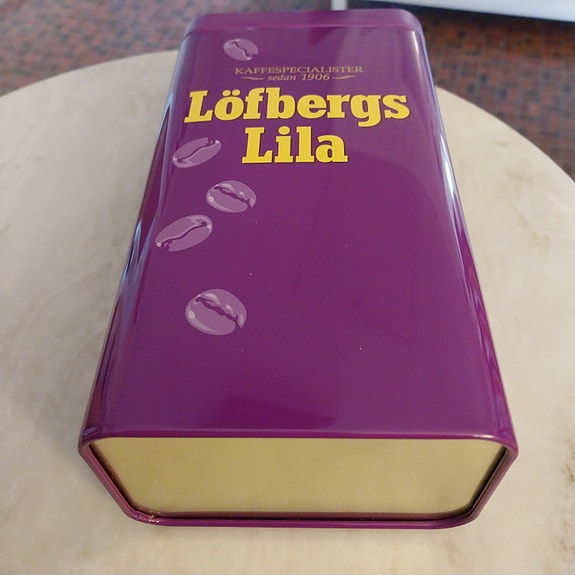 KAFFESPECIALISTER
sedan 1906
Löfbergs
Lila